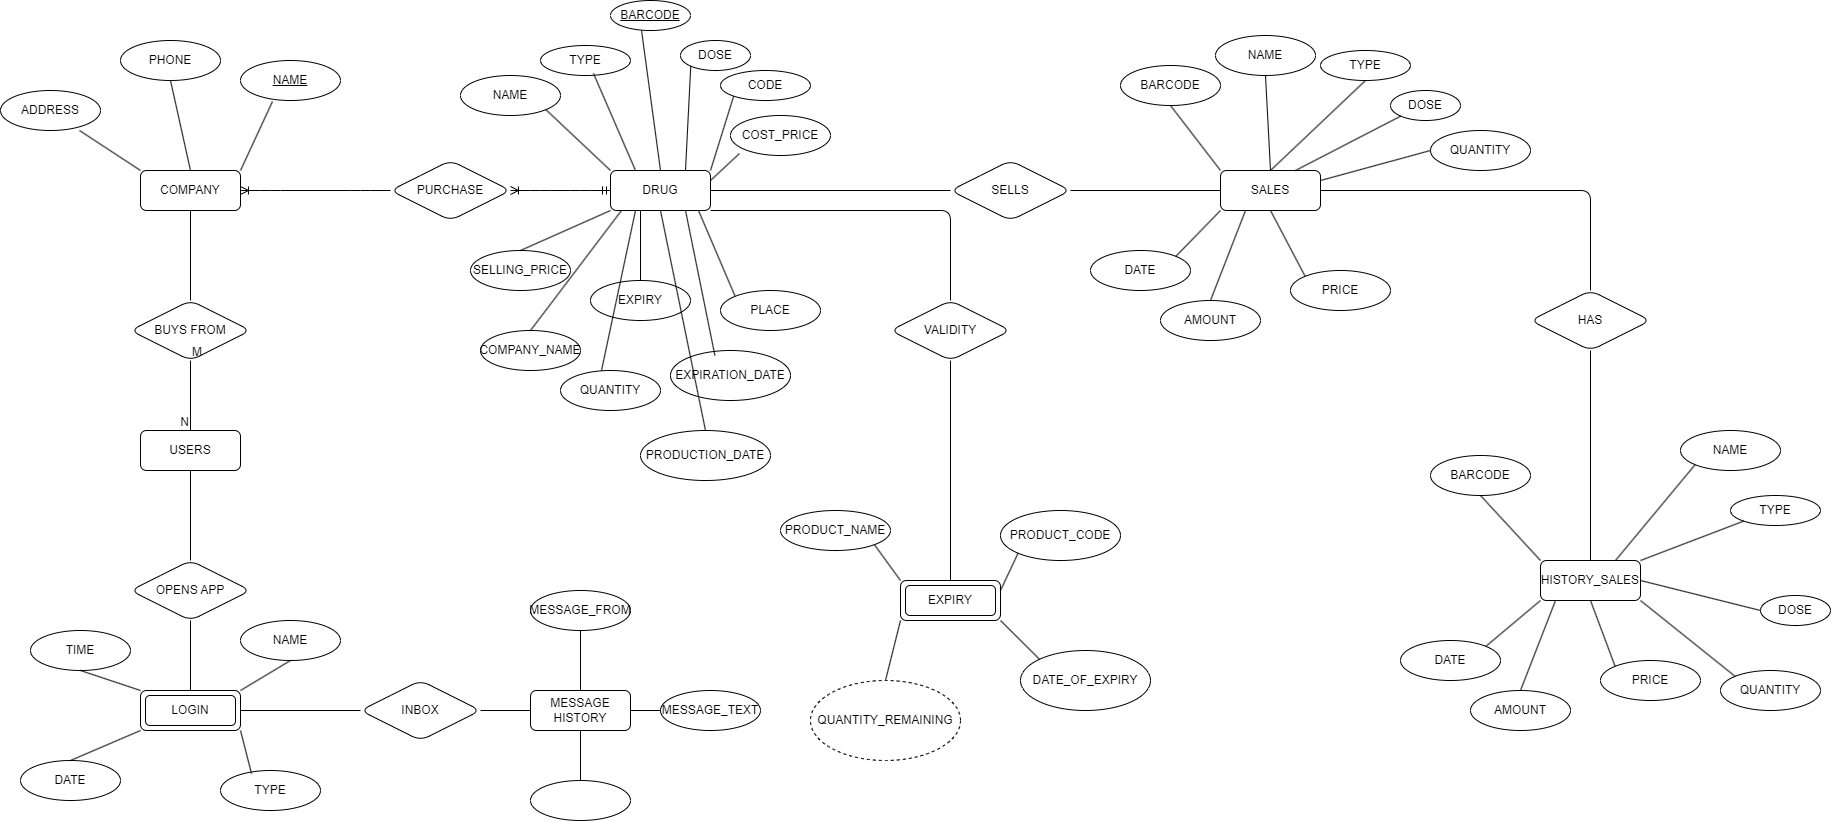 BARCODE
TYPE
DOSE
NAME
CODE
COST_PRICE
PHONE
NAME
ADDRESS
NAME
TYPE
BARCODE
DOSE
QUANTITY
COMPANY
PURCHASE
DRUG
SELLS
SALES
SELLING_PRICE
EXPIRY
PLACE
COMPANY_NAME
QUANTITY
EXPIRATION_DATE
PRODUCTION_DATE
DATE
AMOUNT
PRICE
BUYS FROM
M
N
USERS
VALIDITY
HAS
OPENS APP
PRODUCT_NAME
PRODUCT_CODE
EXPIRY
QUANTITY_REMAINING
DATE_OF_EXPIRY
BARCODE
NAME
TYPE
HISTORY_SALES
DOSE
DATE
AMOUNT
PRICE
QUANTITY
TIME
NAME
LOGIN
DATE
TYPE
INBOX
MESSAGE_FROM
MESSAGE
HISTORY
MESSAGE_TEXT